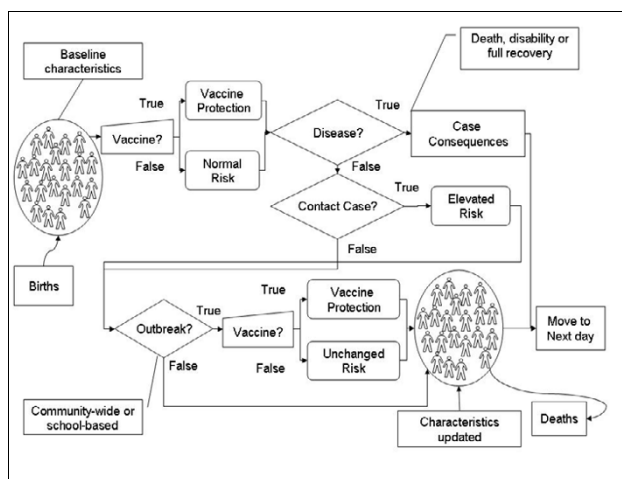 Baseline
characteristics
Death, disability or
full recovery
True
Vaccine
Protection
True
Vaccine?
Disease?
Case
Consequences
False
Normal
Risk
False
True
Contact Case?
Elevated
Risk
False
Births
True
Vaccine
Protection
True
Outbreak?
Vaccine?
Move to
Next day
False
Unchanged
Risk
False
Community-wide or
school-based
Characteristics
updated
Deaths